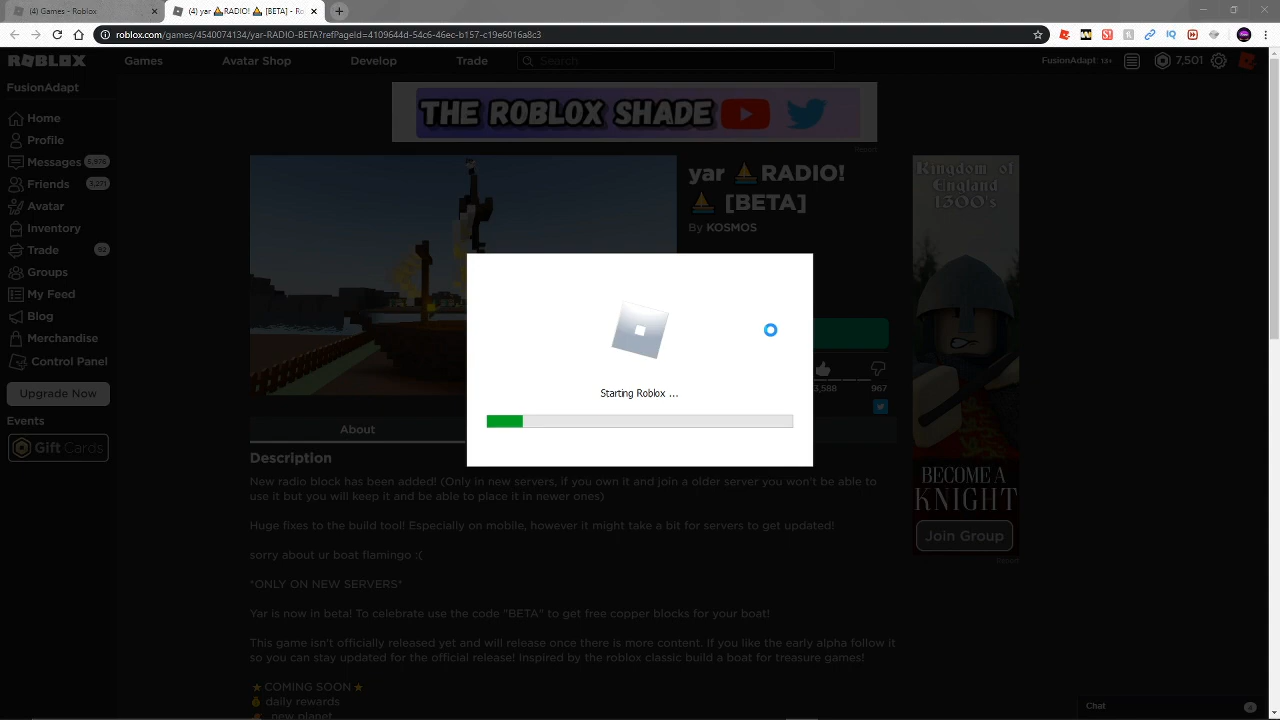 (4) Games - Roblox
(4) yar ⛵RADIO! ⛵ [BETA] - Ro
roblox.com/games/4540074134/yar-RADIO-BETA?refPageId=4109644d-54c6-46ec-b157-c19e6016a8c3
ROBLOX Games Avatar Shop Develop Trade Search FusionAdapt: 13+ 7,501
FusionAdapt
Home
Profile
Messages
Friends
Avatar
Inventory
Trade
Groups
My Feed
Blog
Merchandise
Control Panel
Upgrade Now
Events
Gift Cards
THE ROBLOX SHADE
yar ⛵RADIO!
⛵ [BETA]
By KOSMOS
Starting Roblox ...
3,588 967
About
Description
New radio block has been added! (Only in new servers, if you own it and join a older server you won't be able to
use it but you will keep it and be able to place it in newer ones)
Huge fixes to the build tool! Especially on mobile, however it might take a bit for servers to get updated!
sorry about ur boat flamingo :(
*ONLY ON NEW SERVERS*
Yar is now in beta! To celebrate use the code "BETA" to get free copper blocks for your boat!
This game isn't officially released yet and will release once there is more content. If you like the early alpha follow it
so you can stay updated for the official release! Inspired by the roblox classic build a boat for treasure games!
⭐COMING SOON⭐
💰 daily rewards
new planet
Kingdom of
England
1300's
BECOME A
KNIGHT
Join Group
Report
Chat